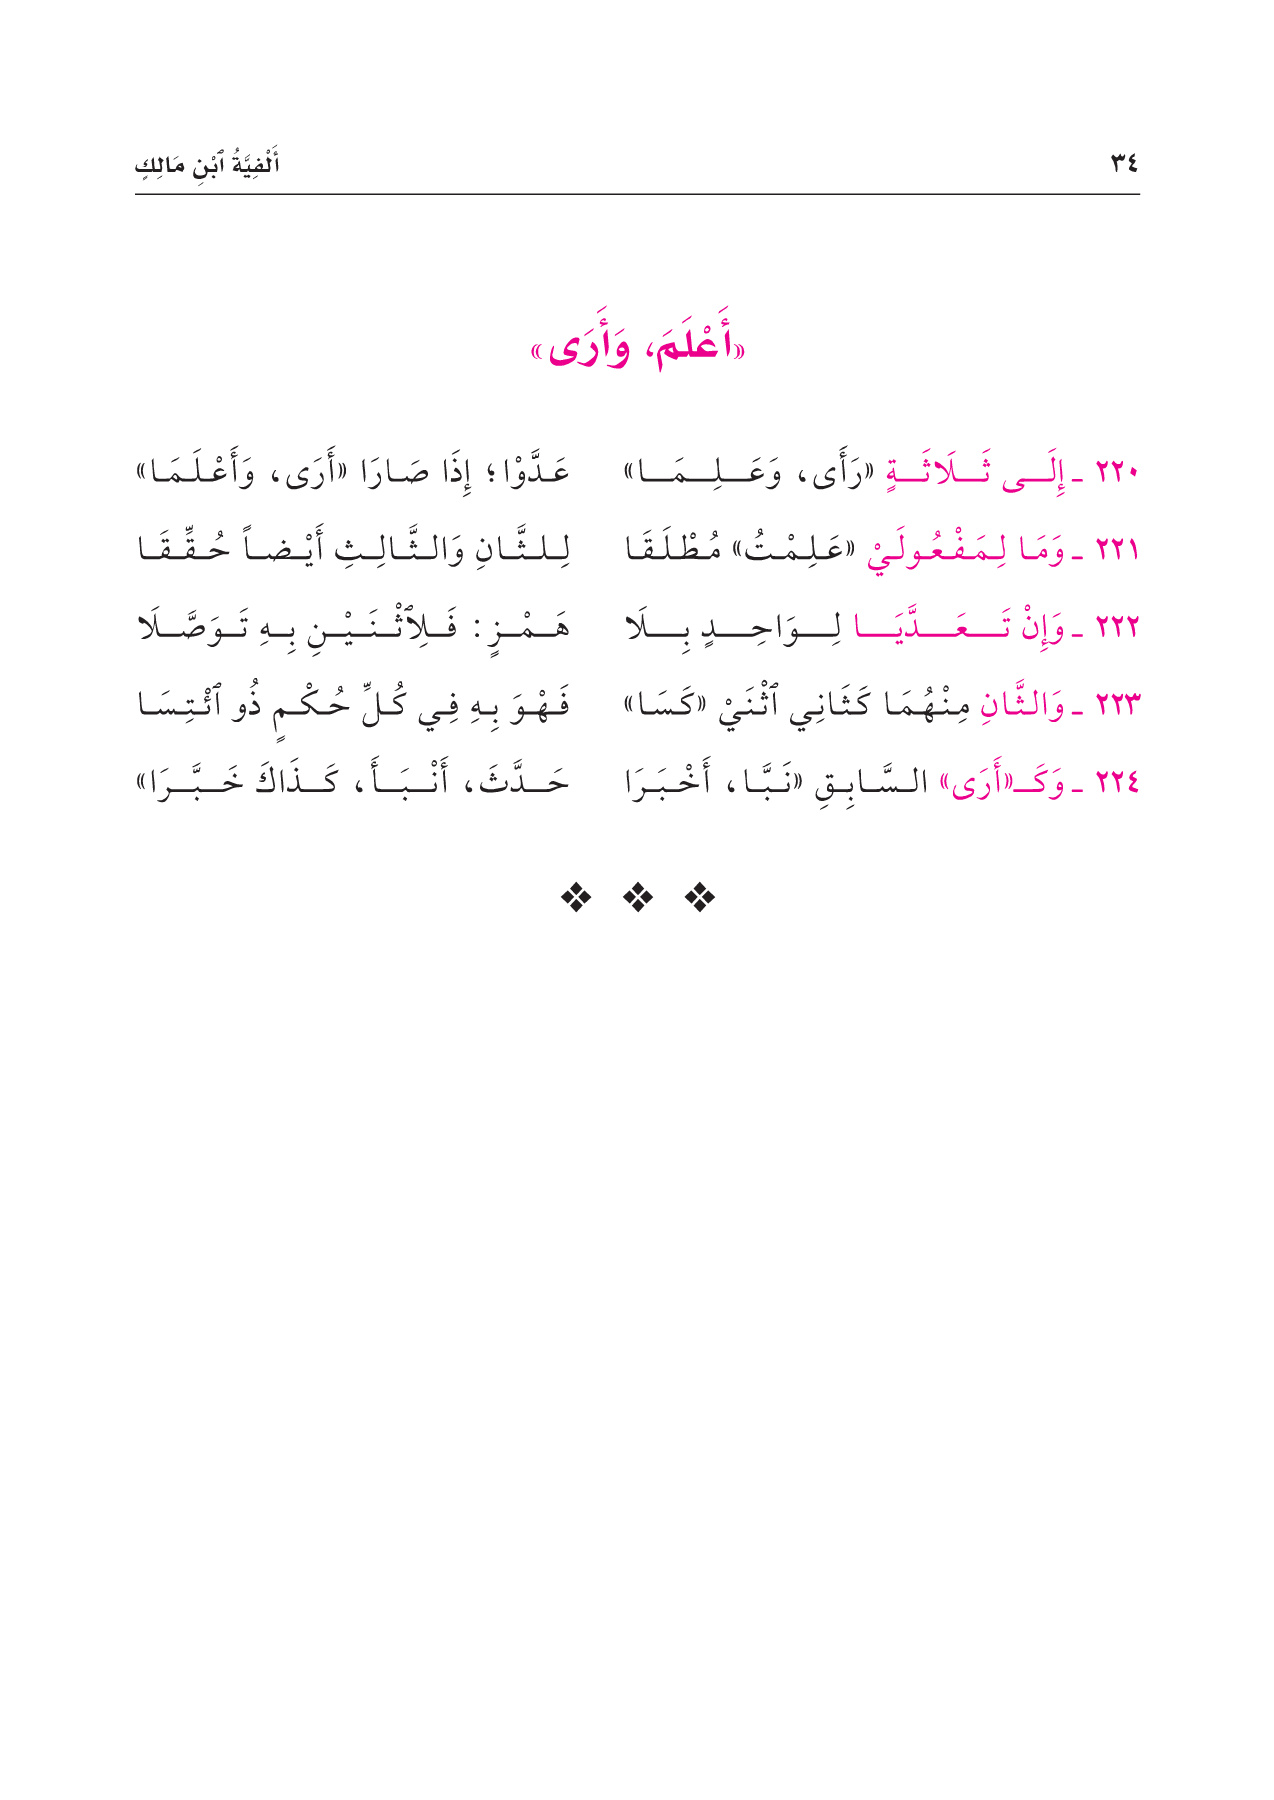 ٣٤ أَلْفِيَّةُ ٱبْنِ مَالِكٍ
«أَعْلَمَ، وَأَرَى»
٢٢٠ ـ إِلَى ثَلَاثَةٍ «رَأَى، وَعَلِمَا» عَدَّوْا؛ إِذَا صَارَا «أَرَى، وَأَعْلَمَا»
٢٢١ ـ وَمَا لِمَفْعُولَيْ «عَلِمْتُ» مُطْلَقَا لِلثَّانِ وَالثَّالِثِ أَيْضاً حُقِّقَا
٢٢٢ ـ وَإِنْ تَعَدَّيَا لِوَاحِدٍ بِلَا هَمْزٍ: فَلِٱثْنَيْنِ بِهِ تَوَصَّلَا
٢٢٣ ـ وَالثَّانِ مِنْهُمَا كَثَانِي ٱثْنَيْ «كَسَا» فَهْوَ بِهِ فِي كُلِّ حُكْمٍ ذُو ٱئْتِسَا
٢٢٤ ـ وَكَـ«أَرَى» السَّابِقِ «نَبَّا، أَخْبَرَا حَدَّثَ، أَنْبَأَ، كَذَاكَ خَبَّرَا»